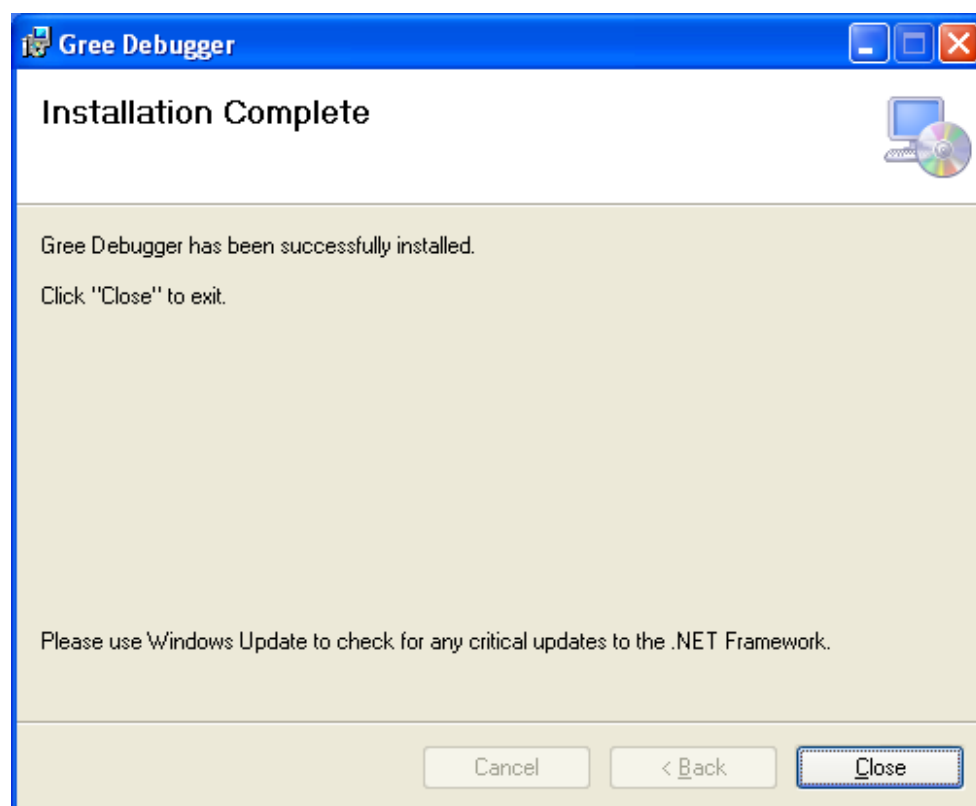 Gree Debugger
Installation Complete
Gree Debugger has been successfully installed.
Click "Close" to exit.
Please use Windows Update to check for any critical updates to the .NET Framework.
Cancel
< Back
Close